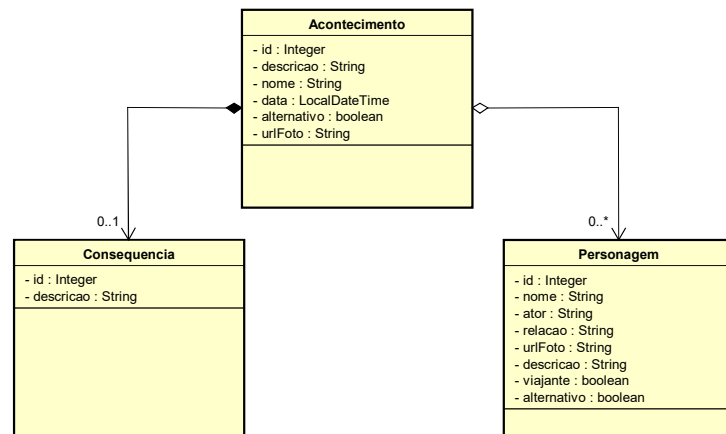 Acontecimento
- id : Integer
- descricao : String
- nome : String
- data : LocalDateTime
- alternativo : boolean
- urlFoto : String
0..1
0..*
Consequencia
- id : Integer
- descricao : String
Personagem
- id : Integer
- nome : String
- ator : String
- relacao : String
- urlFoto : String
- descricao : String
- viajante : boolean
- alternativo : boolean